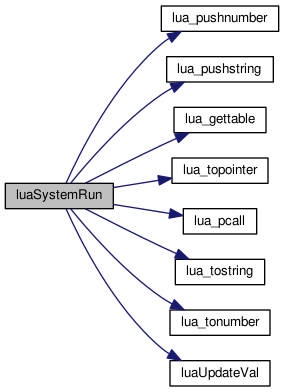 lua_pushnumber
lua_pushstring
lua_gettable
lua_topointer
luaSystemRun
lua_pcall
lua_tostring
lua_tonumber
luaUpdateVal